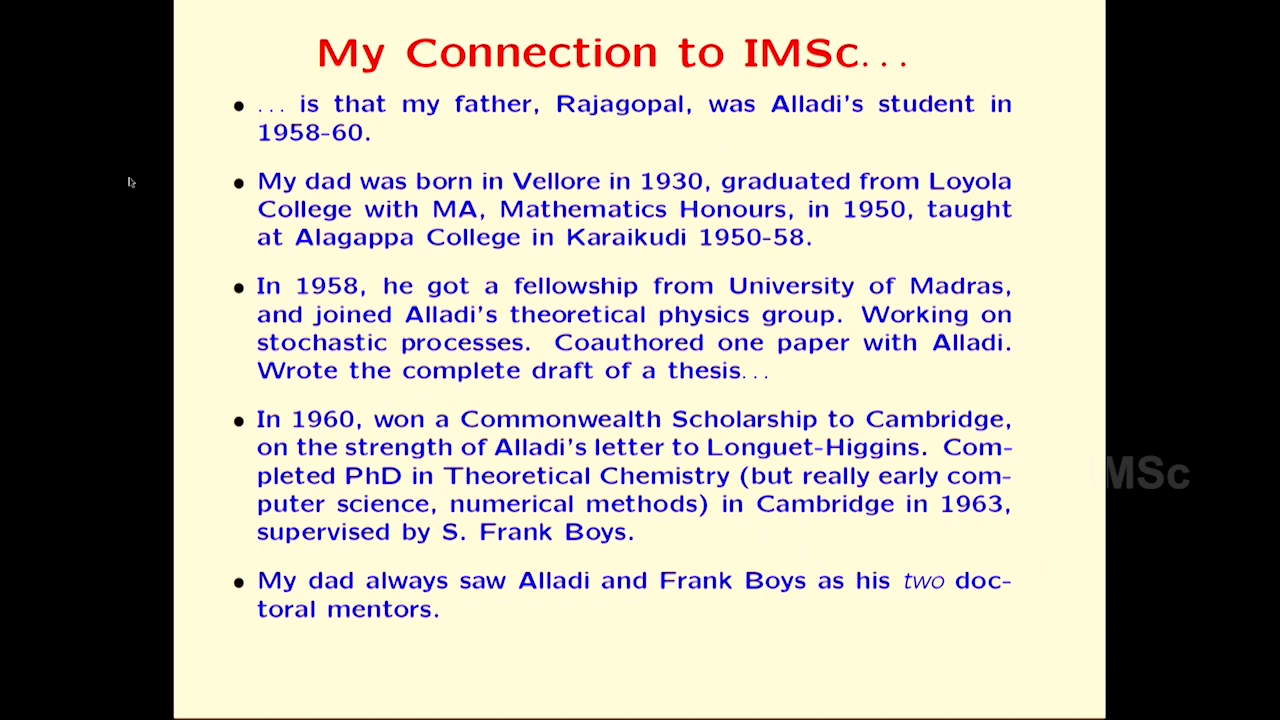 My Connection to IMSc...
• ... is that my father, Rajagopal, was Alladi's student in
1958-60.
• My dad was born in Vellore in 1930, graduated from Loyola
College with MA, Mathematics Honours, in 1950, taught
at Alagappa College in Karaikudi 1950-58.
• In 1958, he got a fellowship from University of Madras,
and joined Alladi's theoretical physics group. Working on
stochastic processes. Coauthored one paper with Alladi.
Wrote the complete draft of a thesis...
• In 1960, won a Commonwealth Scholarship to Cambridge,
on the strength of Alladi's letter to Longuet-Higgins. Com-
pleted PhD in Theoretical Chemistry (but really early com-
puter science, numerical methods) in Cambridge in 1963,
supervised by S. Frank Boys.
• My dad always saw Alladi and Frank Boys as his two doc-
toral mentors.
IMSc